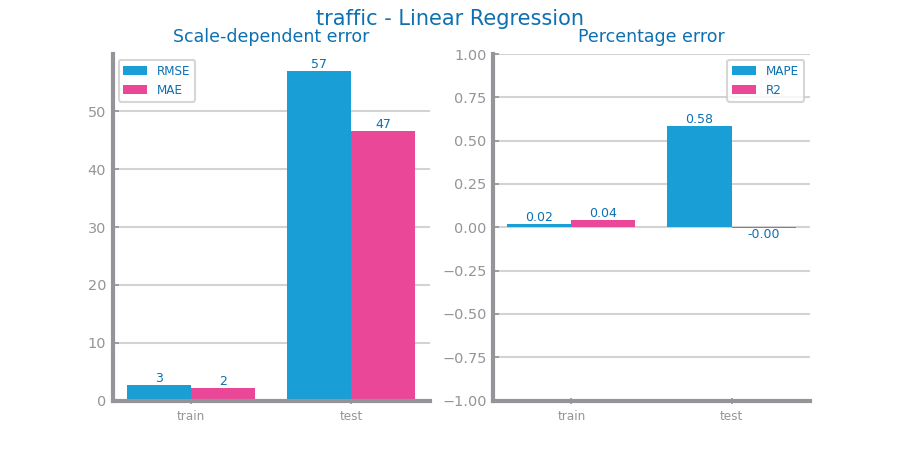 traffic - Linear Regression
Scale-dependent error
RMSE
MAE
57
47
3
2
50
40
30
20
10
0
train
test
Percentage error
MAPE
R2
1.00
0.75
0.50
0.25
0.00
−0.25
−0.50
−0.75
−1.00
0.02
0.04
0.58
-0.00
train
test